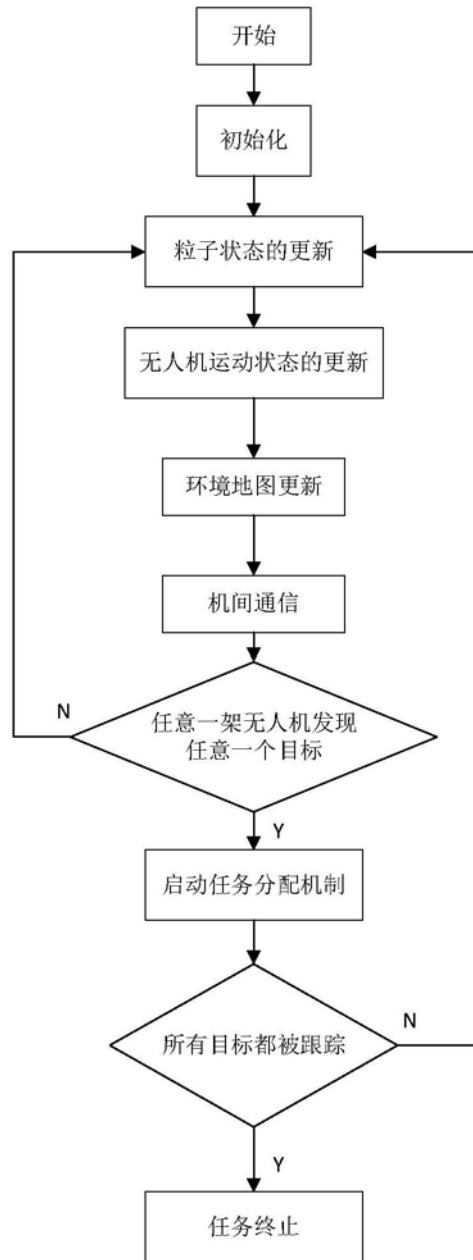 开始
初始化
粒子状态的更新
无人机运动状态的更新
环境地图更新
机间通信
N
任意一架无人机发现
任意一个目标
Y
启动任务分配机制
N
所有目标都被跟踪
Y
任务终止